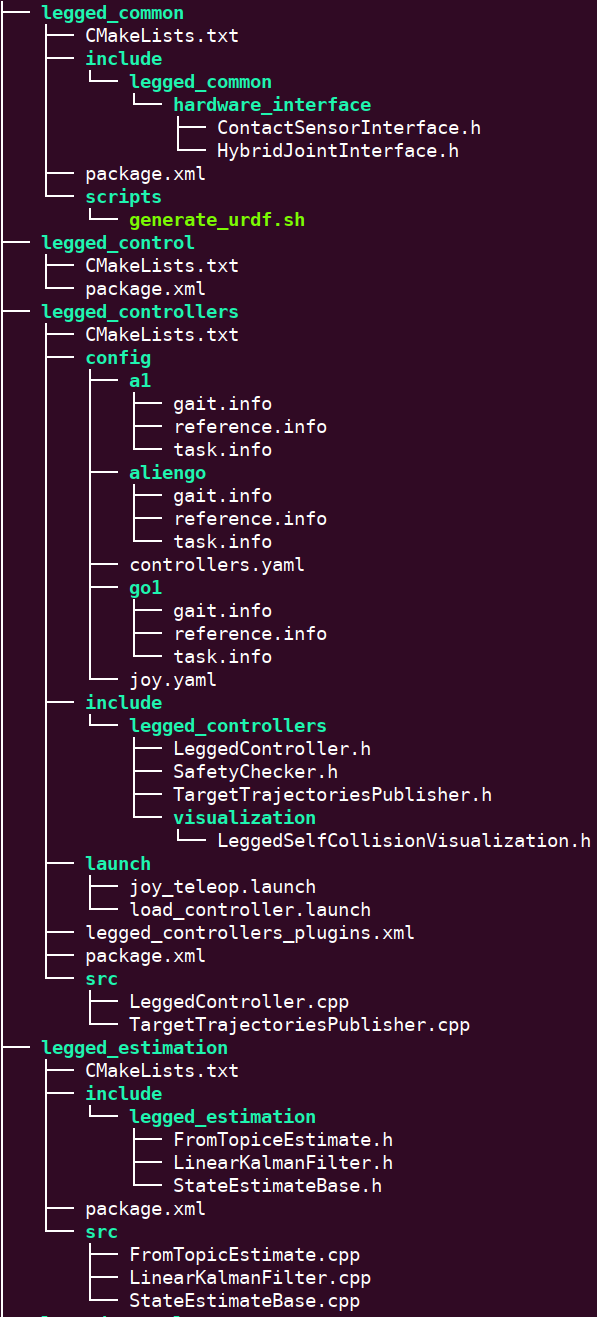 legged_common
CMakeLists.txt
include
legged_common
hardware_interface
ContactSensorInterface.h
HybridJointInterface.h
package.xml
scripts
generate_urdf.sh
legged_control
CMakeLists.txt
package.xml
legged_controllers
CMakeLists.txt
config
a1
gait.info
reference.info
task.info
aliengo
gait.info
reference.info
task.info
controllers.yaml
go1
gait.info
reference.info
task.info
joy.yaml
include
legged_controllers
LeggedController.h
SafetyChecker.h
TargetTrajectoriesPublisher.h
visualization
LeggedSelfCollisionVisualization.h
launch
joy_teleop.launch
load_controller.launch
legged_controllers_plugins.xml
package.xml
src
LeggedController.cpp
TargetTrajectoriesPublisher.cpp
legged_estimation
CMakeLists.txt
include
legged_estimation
FromTopiceEstimate.h
LinearKalmanFilter.h
StateEstimateBase.h
package.xml
src
FromTopicEstimate.cpp
LinearKalmanFilter.cpp
StateEstimateBase.cpp